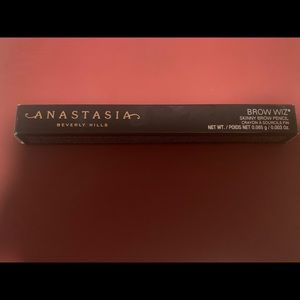 ANASTASIA
BEVERLY HILLS
BROW WIZ®
SKINNY BROW PENCIL
CRAYON À SOURCILS FIN
NET WT. / POIDS NET 0.085 g / 0.003 Oz.